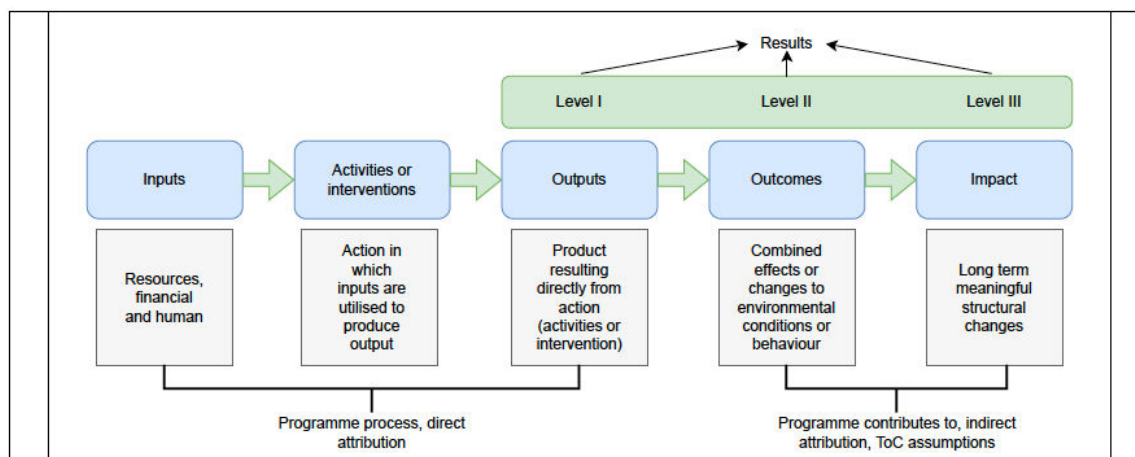 Results
Level I
Level II
Level III
Inputs
Activities or
interventions
Outputs
Outcomes
Impact
Resources,
financial
and human
Action in
which
inputs are
utilised to
produce
output
Product
resulting
directly from
action
(activities or
intervention)
Combined
effects or
changes to
environmental
conditions or
behaviour
Long term
meaningful
structural
changes
Programme process, direct
attribution
Programme contributes to, indirect
attribution, ToC assumptions